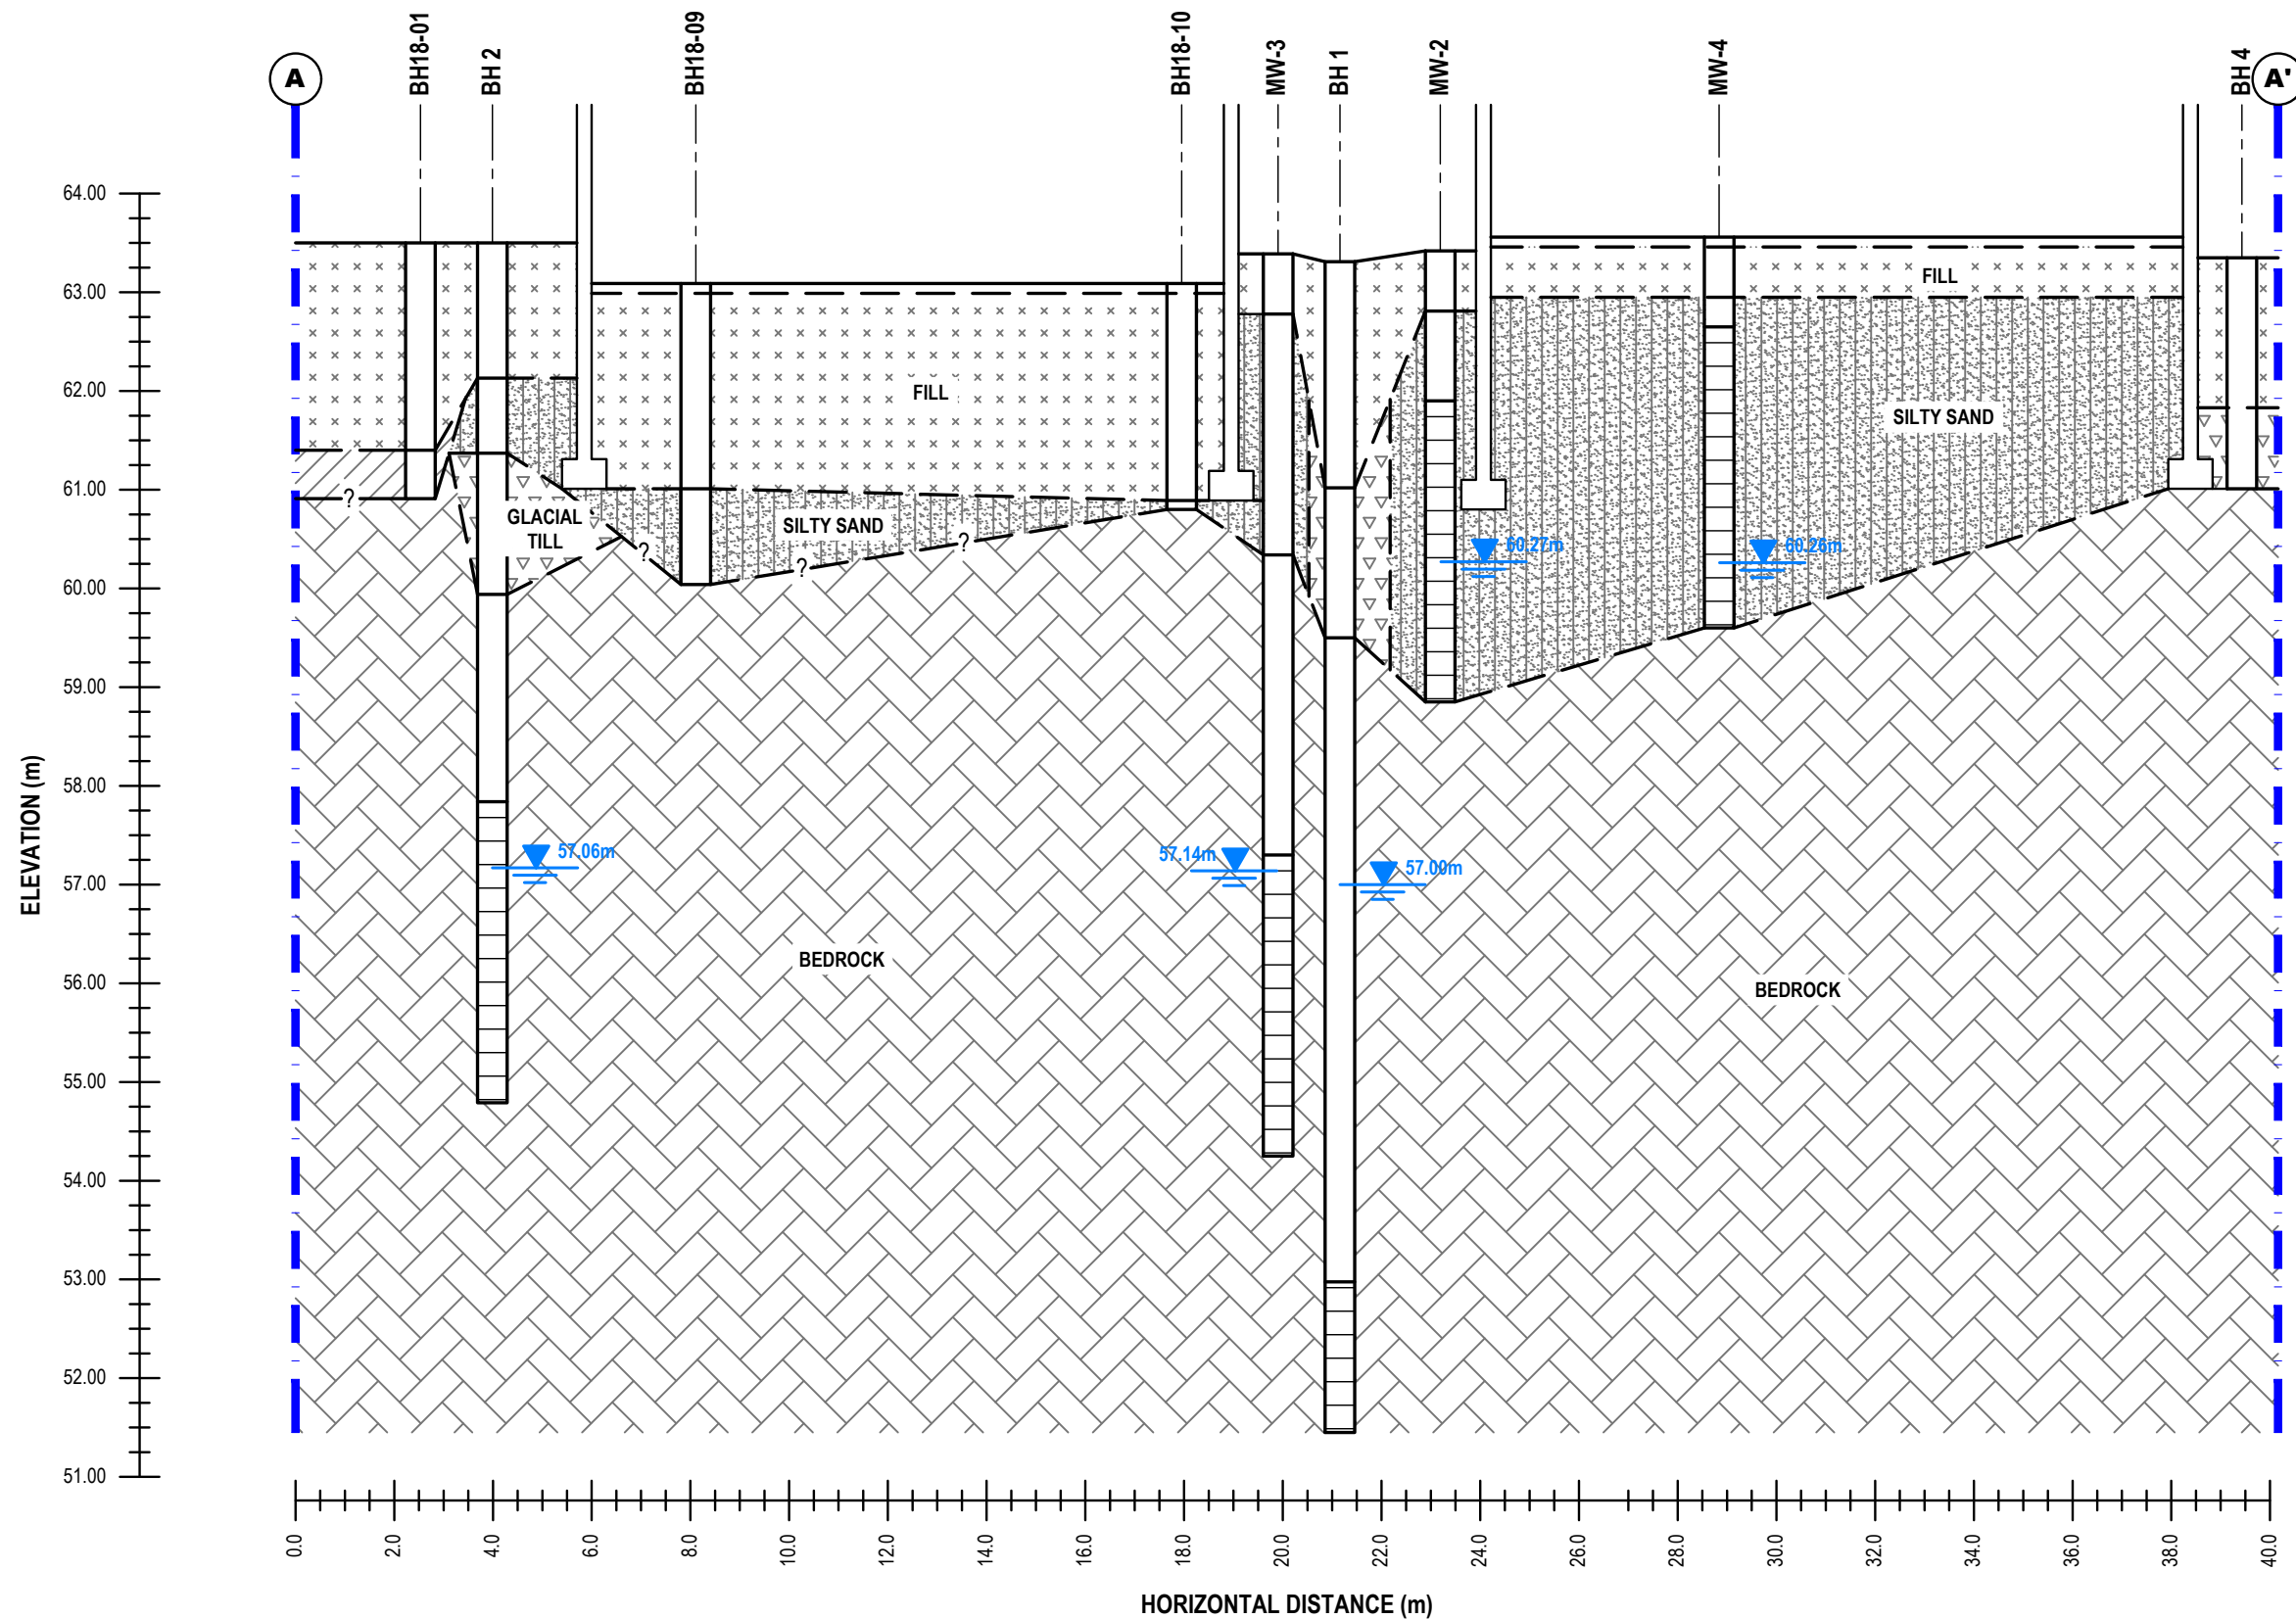 BH18-01
BH 2
BH18-09
BH18-10
MW-3
BH 1
MW-2
MW-4
BH 4
A
A'
64.00
63.00
62.00
61.00
60.00
59.00
58.00
57.00
56.00
55.00
54.00
53.00
52.00
51.00
ELEVATION (m)
FILL
FILL
SILTY SAND
?
GLACIAL
TILL
SILTY SAND
?
?
?
60.27m
60.26m
57.06m
57.14m
57.00m
BEDROCK
BEDROCK
0.0
2.0
4.0
6.0
8.0
10.0
12.0
14.0
16.0
18.0
20.0
22.0
24.0
26.0
28.0
30.0
32.0
34.0
36.0
38.0
40.0
HORIZONTAL DISTANCE (m)